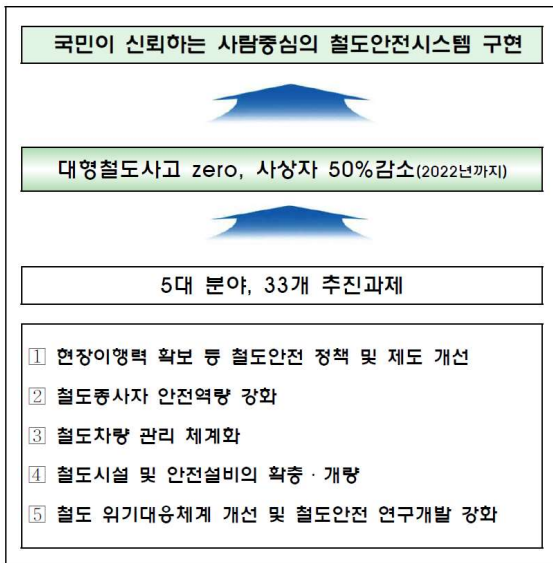 국민이 신뢰하는 사람중심의 철도안전시스템 구현
대형철도사고 zero, 사상자 50%감소(2022년까지)
5대 분야, 33개 추진과제
1 현장이행력 확보 등 철도안전 정책 및 제도 개선
2 철도종사자 안전역량 강화
3 철도차량 관리 체계화
4 철도시설 및 안전설비의 확충·개량
5 철도 위기대응체계 개선 및 철도안전 연구개발 강화